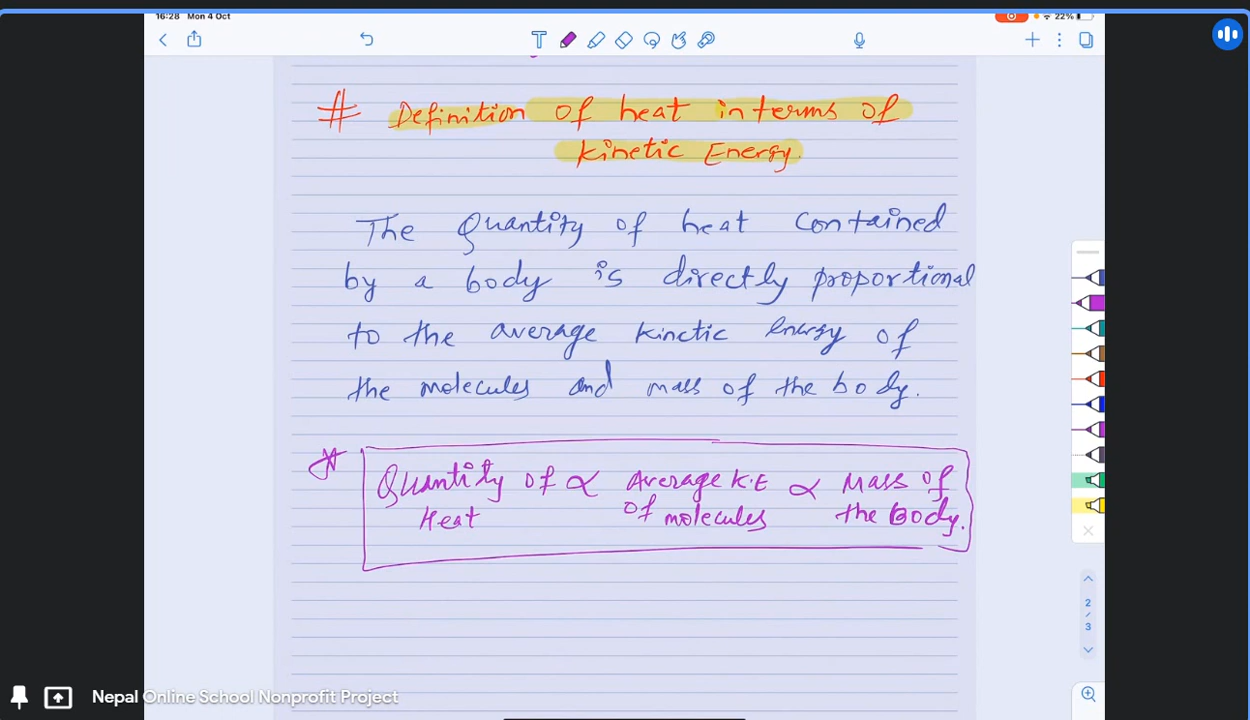 16:28 Mon 4 Oct
22%
# Definition of heat in terms of
Kinetic Energy.
The Quantity of heat contained
by a body is directly proportional
to the average kinetic energy of
the molecules and mass of the body.
* Quantity of ∝ Average K.E ∝ Mass of
Heat of molecules the Body.
2
/
3
Nepal Online School Nonprofit Project